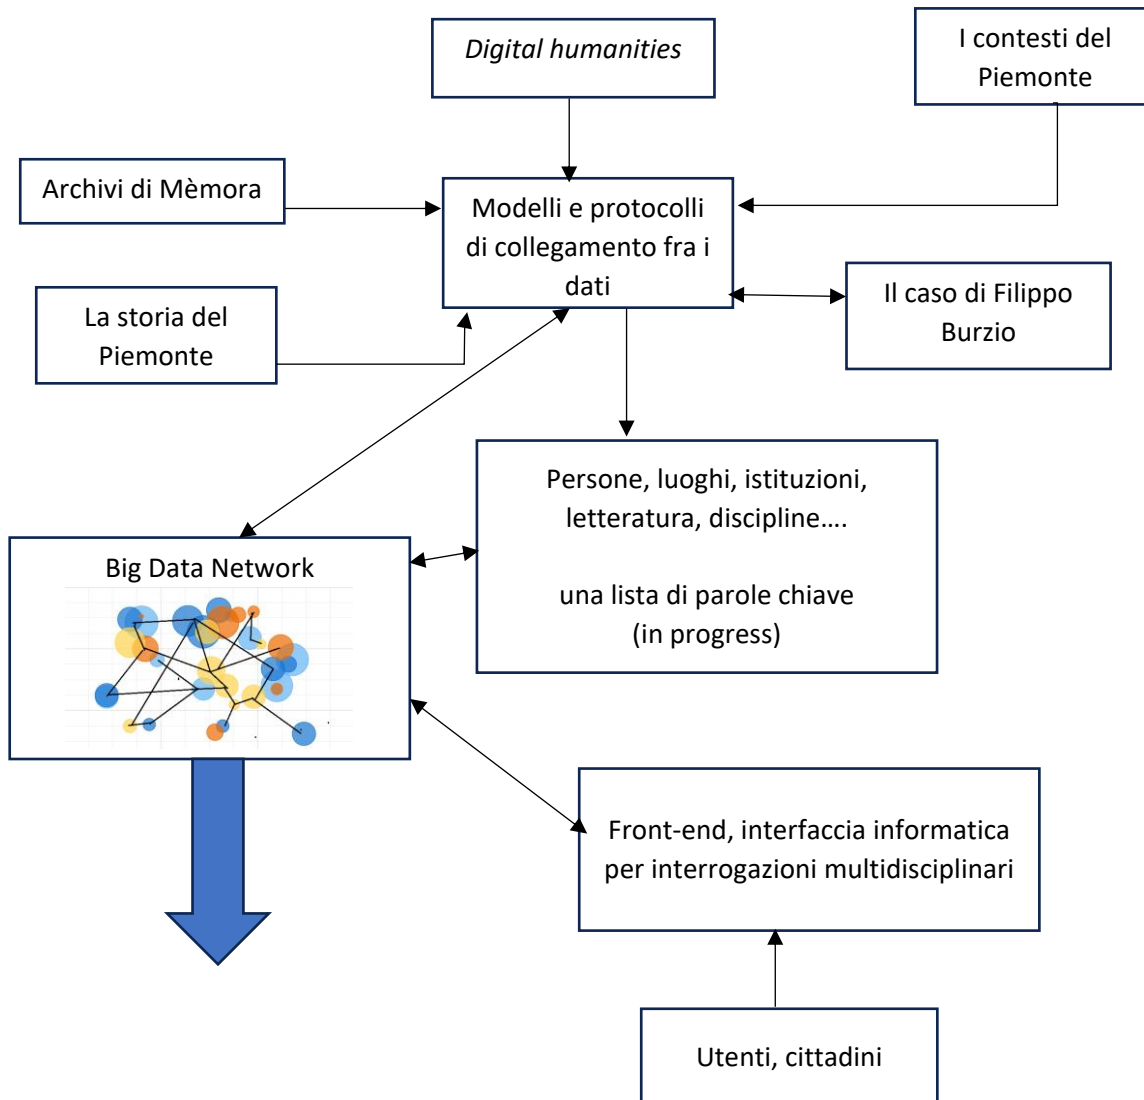 Digital humanities
I contesti del
Piemonte
Archivi di Mèmora
Modelli e protocolli
di collegamento fra i
dati
La storia del
Piemonte
Il caso di Filippo
Burzio
Persone, luoghi, istituzioni,
letteratura, discipline….
una lista di parole chiave
(in progress)
Big Data Network
Front-end, interfaccia informatica
per interrogazioni multidisciplinari
Utenti, cittadini